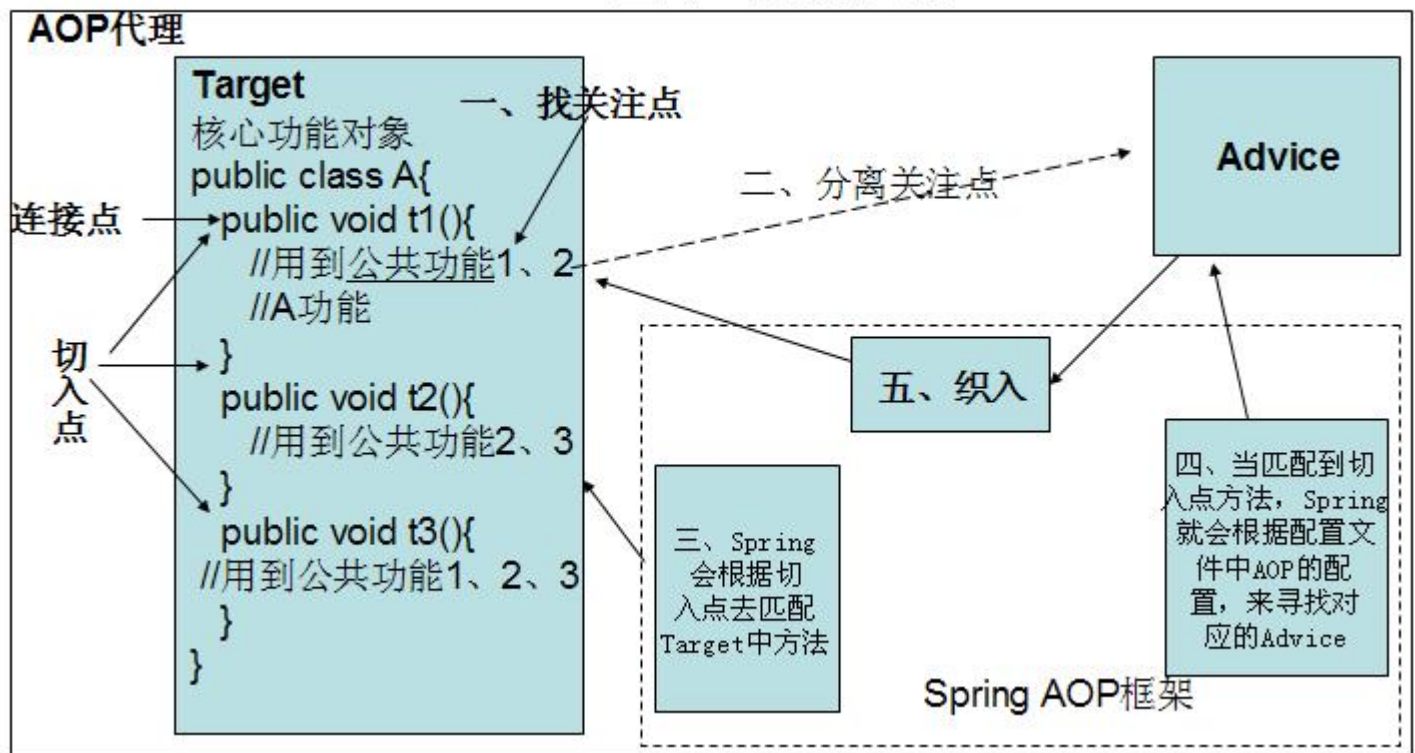 AOP代理
Target
核心功能对象
public class A{
public void t1(){
//用到公共功能1、2
//A功能
}
public void t2(){
//用到公共功能2、3
}
public void t3(){
//用到公共功能1、2、3
}
}
一、找关注点
连接点
切
入
点
二、分离关注点
Advice
五、织入
三、Spring
会根据切
入点去匹配
Target中方法
四、当匹配到切
入点方法，Spring
就会根据配置文
件中AOP的配
置，来寻找对
应的Advice
Spring AOP框架